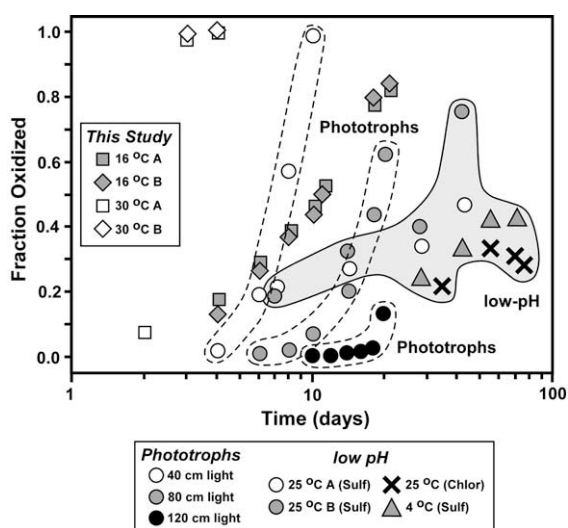 Fraction Oxidized
1.0
0.8
0.6
0.4
0.2
0.0
This Study
16 °C A
16 °C B
30 °C A
30 °C B
Phototrophs
low-pH
Phototrophs
1
10
100
Time (days)
Phototrophs
40 cm light
80 cm light
120 cm light
low pH
25 °C A (Sulf)
25 °C B (Sulf)
25 °C (Chlor)
4 °C (Sulf)